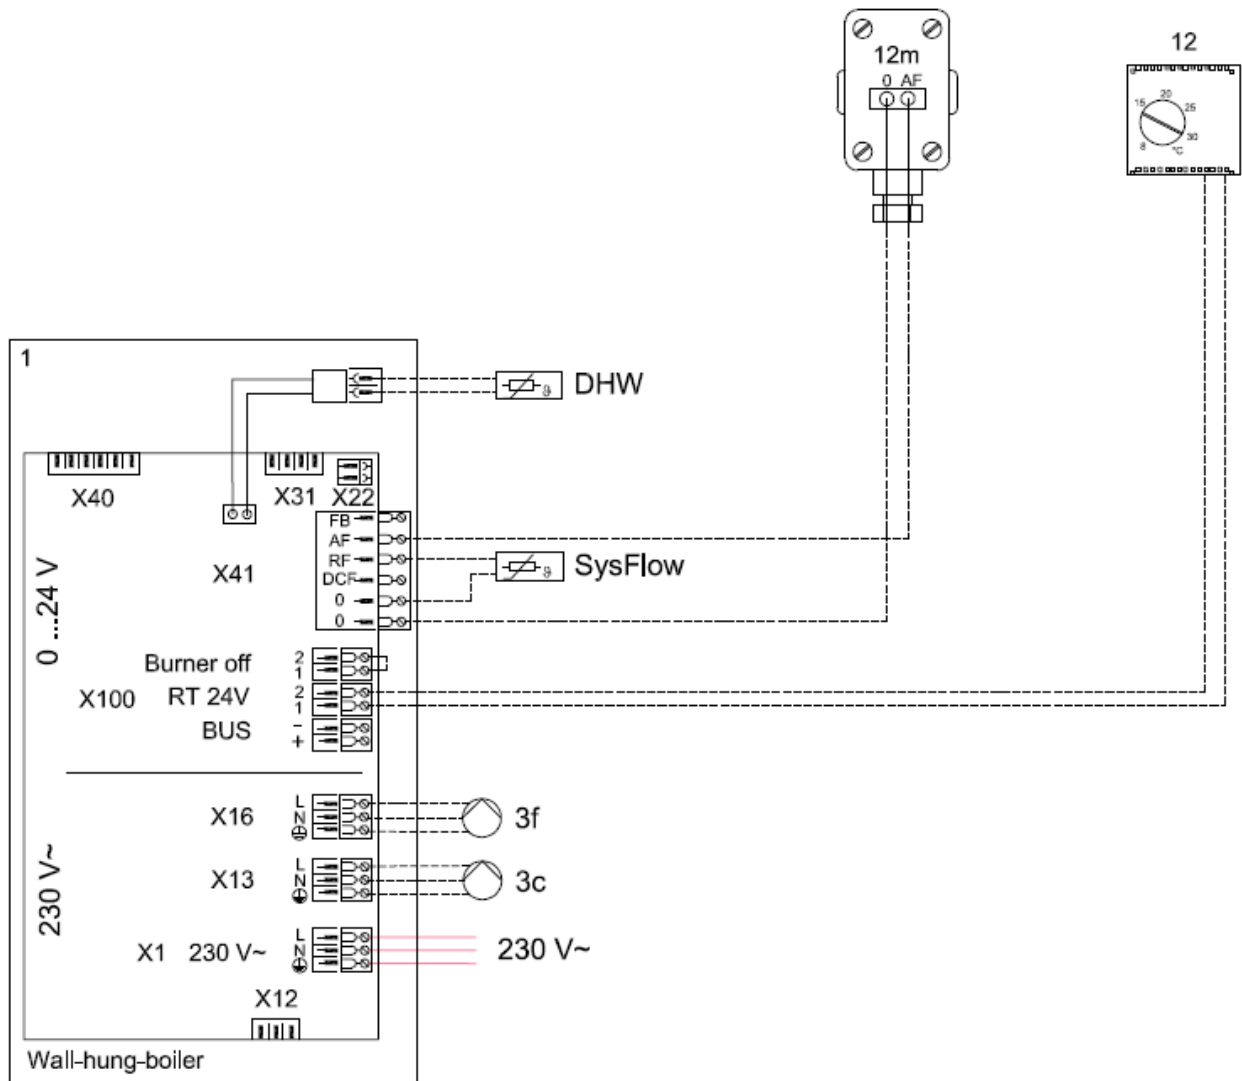 12m
0 AF
12
8 15 20 25 30 °C
1
DHW
ϑ
X40
X31
X22
FB
AF
RF
DCF
0
0
X41
SysFlow
ϑ
0 ...24 V
Burner off 2
1
X100 RT 24V 2
1
BUS −
+
X16 L
N
3f
X13 L
N
3c
230 V~
X1 230 V~ L
N
230 V~
X12
Wall-hung-boiler